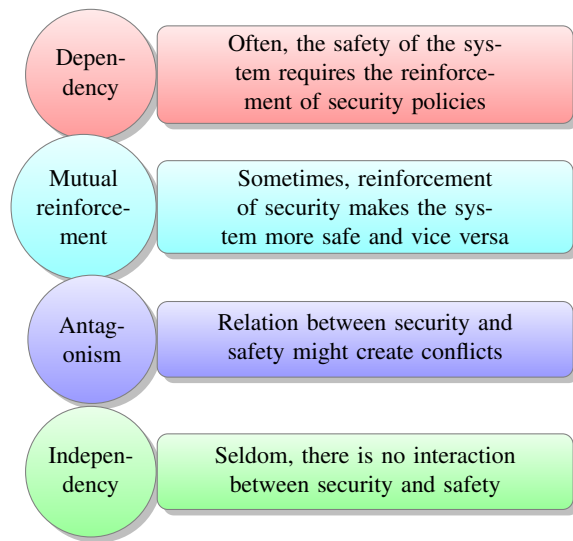 Depen-
dency
Often, the safety of the sys-
tem requires the reinforce-
ment of security policies
Mutual
reinforce-
ment
Sometimes, reinforcement
of security makes the sys-
tem more safe and vice versa
Antag-
onism
Relation between security and
safety might create conflicts
Indepen-
dency
Seldom, there is no interaction
between security and safety